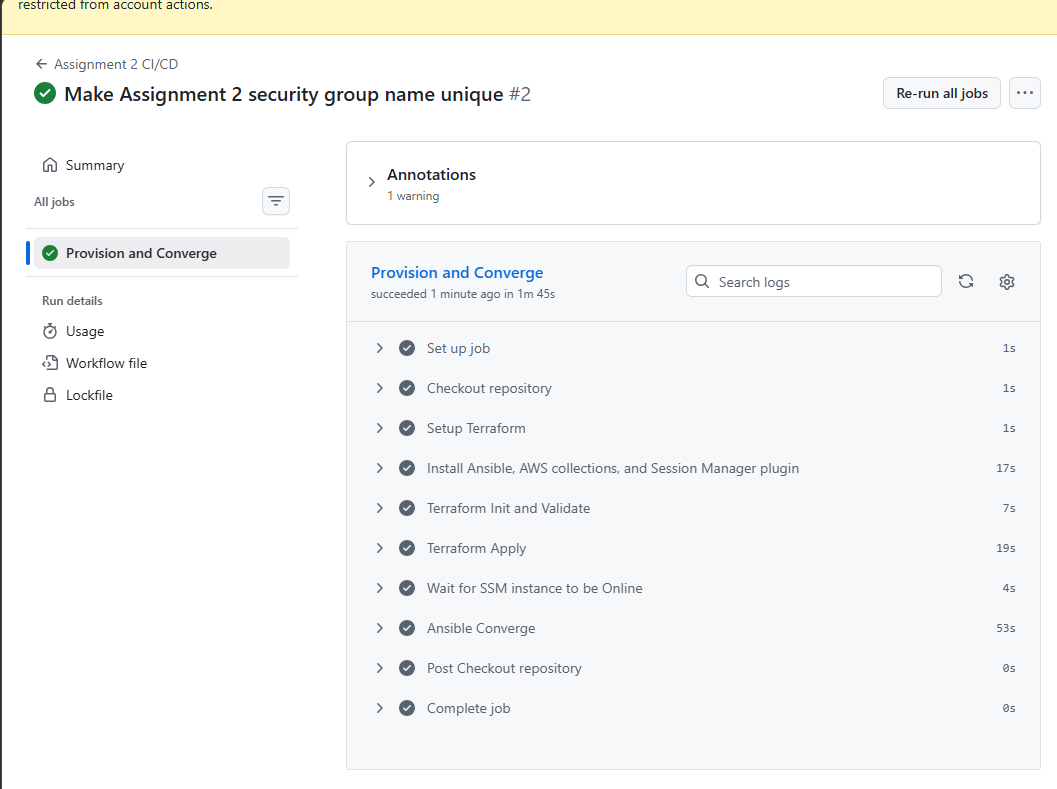 restricted from account actions.
Assignment 2 CI/CD
Make Assignment 2 security group name unique #2
Re-run all jobs
Summary
All jobs
Provision and Converge
Run details
Usage
Workflow file
Lockfile
Annotations
1 warning
Provision and Converge
succeeded 1 minute ago in 1m 45s
Search logs
Set up job 1s
Checkout repository 1s
Setup Terraform 1s
Install Ansible, AWS collections, and Session Manager plugin 17s
Terraform Init and Validate 7s
Terraform Apply 19s
Wait for SSM instance to be Online 4s
Ansible Converge 53s
Post Checkout repository 0s
Complete job 0s